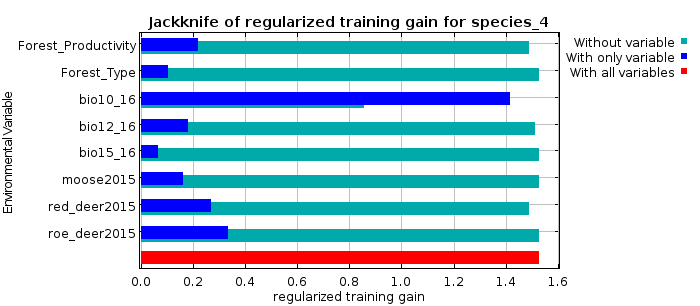 Jackknife of regularized training gain for species_4
Without variable
With only variable
With all variables
Environmental Variable
Forest_Productivity
Forest_Type
bio10_16
bio12_16
bio15_16
moose2015
red_deer2015
roe_deer2015
0.0 0.2 0.4 0.6 0.8 1.0 1.2 1.4 1.6
regularized training gain